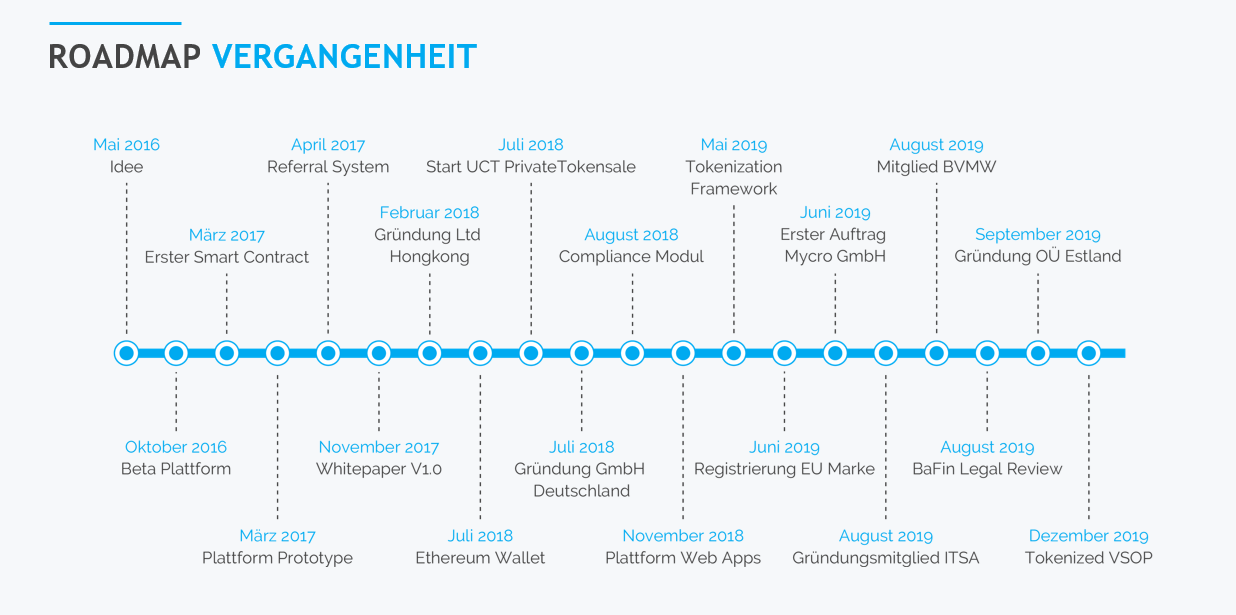 ROADMAP VERGANGENHEIT
Mai 2016
Idee
April 2017
Referral System
Juli 2018
Start UCT PrivateTokensale
Mai 2019
Tokenization
Framework
August 2019
Mitglied BVMW
März 2017
Erster Smart Contract
Februar 2018
Gründung Ltd
Hongkong
August 2018
Compliance Modul
Juni 2019
Erster Auftrag
Mycro GmbH
September 2019
Gründung OÜ Estland
Oktober 2016
Beta Plattform
November 2017
Whitepaper V1.0
Juli 2018
Gründung GmbH
Deutschland
Juni 2019
Registrierung EU Marke
August 2019
BaFin Legal Review
März 2017
Plattform Prototype
Juli 2018
Ethereum Wallet
November 2018
Plattform Web Apps
August 2019
Gründungsmitglied ITSA
Dezember 2019
Tokenized VSOP